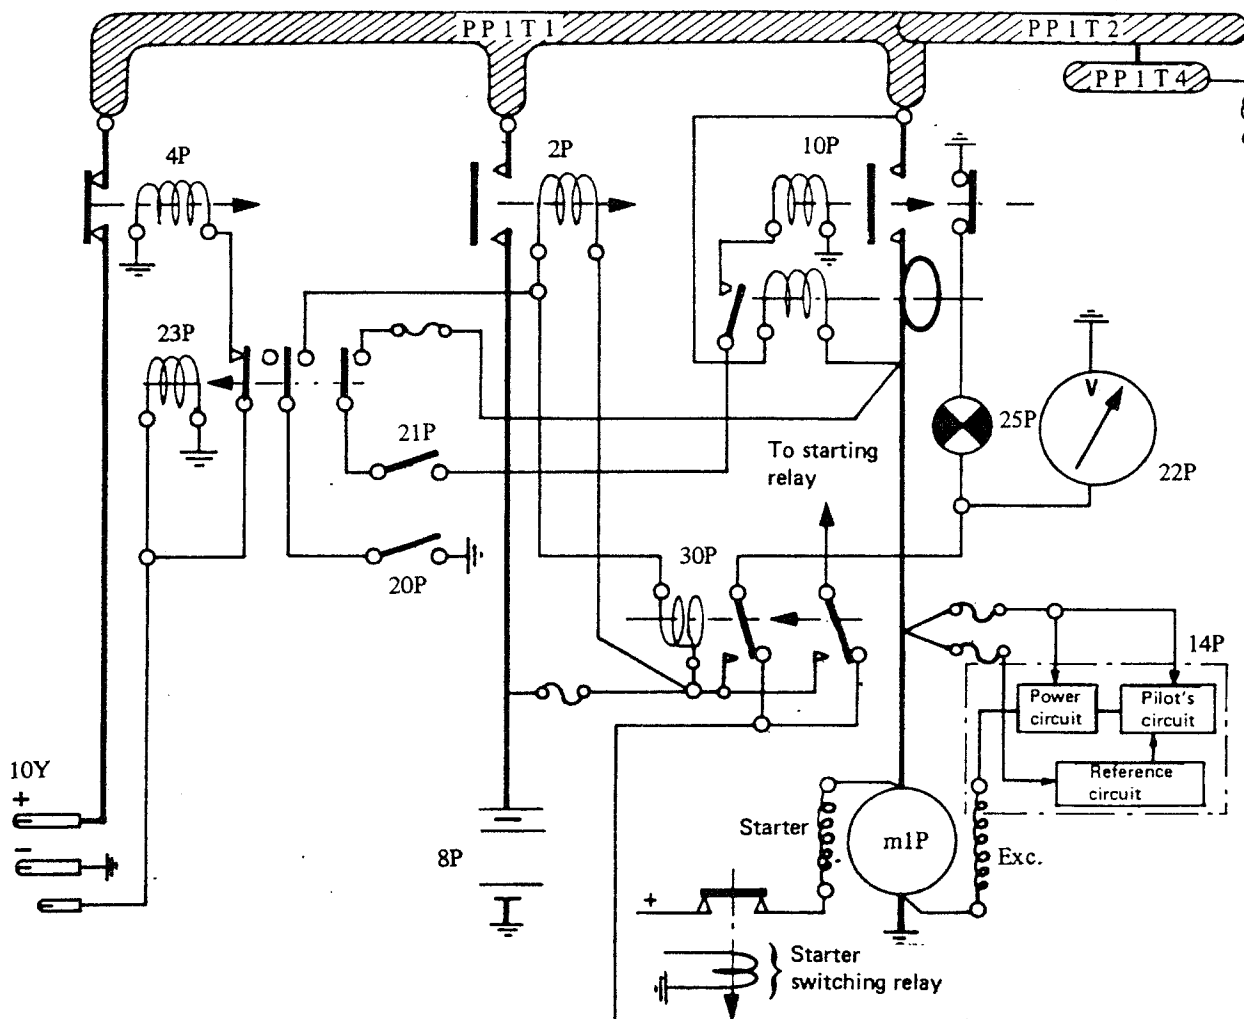 PP1T1
PP1T2
PP1T4
4P
2P
10P
23P
21P
20P
To starting
relay
25P
V
22P
30P
14P
Power
circuit
Pilot's
circuit
Reference
circuit
10Y
+
-
8P
Starter
m1P
Exc.
+
Starter
switching relay